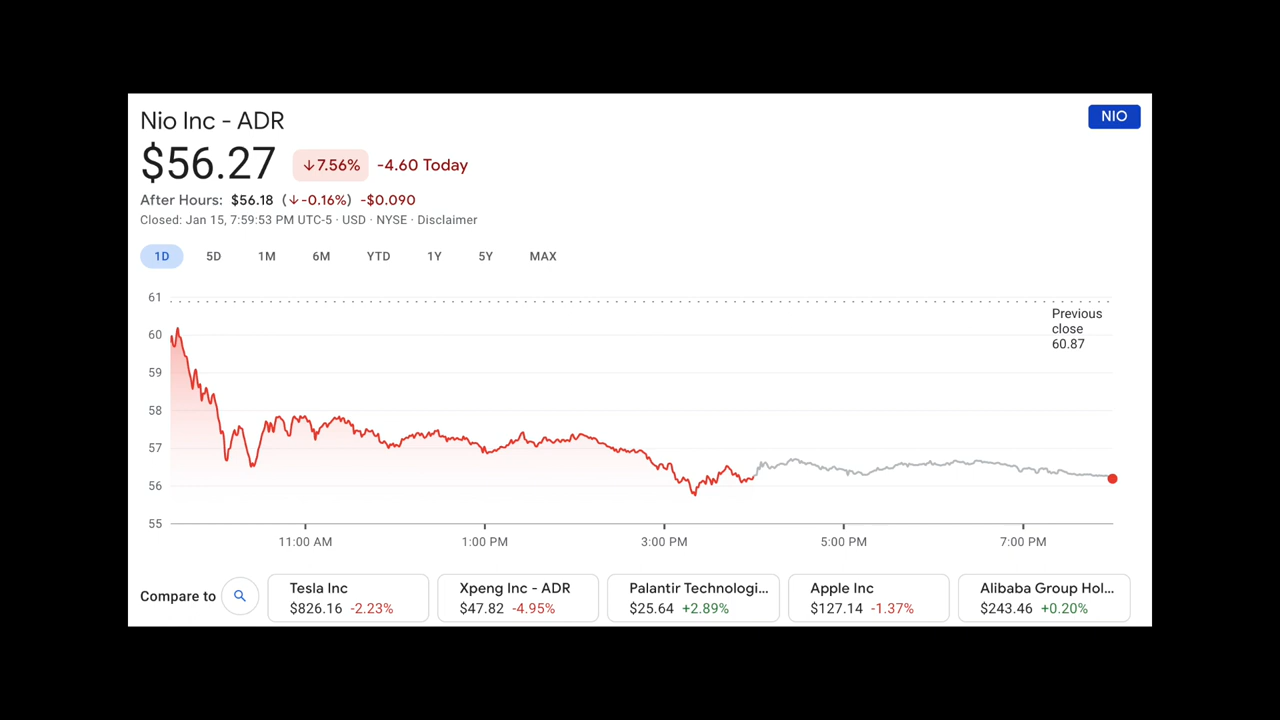 Nio Inc - ADR
NIO
$56.27 ↓7.56% -4.60 Today
After Hours: $56.18 (↓-0.16%) -$0.090
Closed: Jan 15, 7:59:53 PM UTC-5 · USD · NYSE · Disclaimer
1D 5D 1M 6M YTD 1Y 5Y MAX
61
Previous
close
60.87
60
59
58
57
56
55
11:00 AM 1:00 PM 3:00 PM 5:00 PM 7:00 PM
Compare to
Tesla Inc
$826.16 -2.23%
Xpeng Inc - ADR
$47.82 -4.95%
Palantir Technologi...
$25.64 +2.89%
Apple Inc
$127.14 -1.37%
Alibaba Group Hol...
$243.46 +0.20%